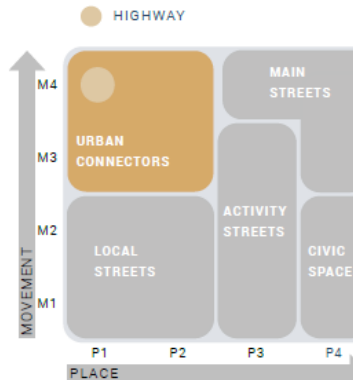 HIGHWAY
M4
MAIN
STREETS
URBAN
CONNECTORS
M3
ACTIVITY
STREETS
M2
LOCAL
STREETS
CIVIC
SPACE
M1
MOVEMENT
P1 P2 P3 P4
PLACE